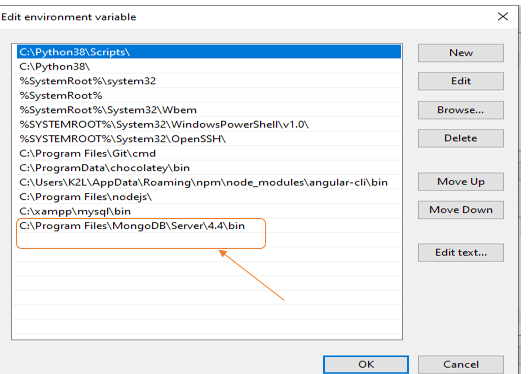 Edit environment variable
C:\Python38\Scripts\
C:\Python38\
%SystemRoot%\system32
%SystemRoot%
%SystemRoot%\System32\Wbem
%SYSTEMROOT%\System32\WindowsPowerShell\v1.0\
%SYSTEMROOT%\System32\OpenSSH\
C:\Program Files\Git\cmd
C:\ProgramData\chocolatey\bin
C:\Users\K2L\AppData\Roaming\npm\node_modules\angular-cli\bin
C:\Program Files\nodejs\
C:\xampp\mysql\bin
C:\Program Files\MongoDB\Server\4.4\bin
New
Edit
Browse...
Delete
Move Up
Move Down
Edit text...
OK
Cancel